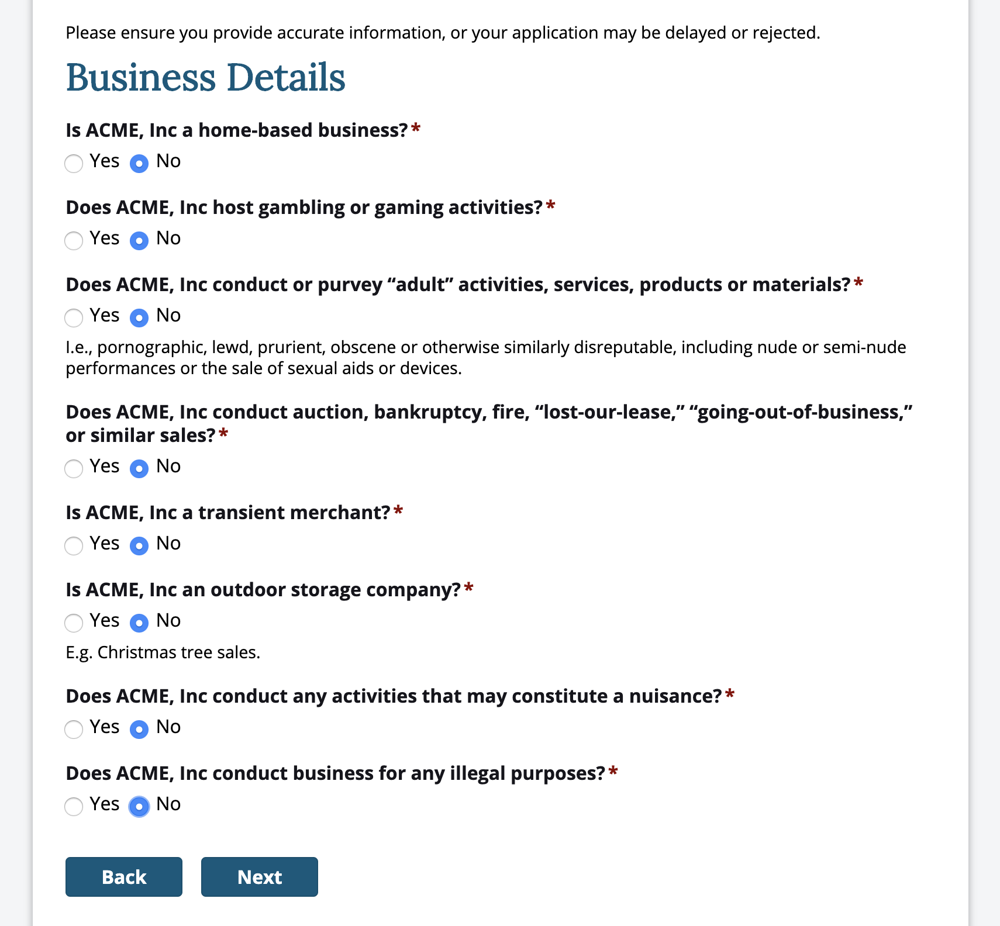 Please ensure you provide accurate information, or your application may be delayed or rejected.
Business Details
Is ACME, Inc a home-based business?*
Yes No
Does ACME, Inc host gambling or gaming activities?*
Yes No
Does ACME, Inc conduct or purvey “adult” activities, services, products or materials?*
Yes No
I.e., pornographic, lewd, prurient, obscene or otherwise similarly disreputable, including nude or semi-nude
performances or the sale of sexual aids or devices.
Does ACME, Inc conduct auction, bankruptcy, fire, “lost-our-lease,” “going-out-of-business,”
or similar sales?*
Yes No
Is ACME, Inc a transient merchant?*
Yes No
Is ACME, Inc an outdoor storage company?*
Yes No
E.g. Christmas tree sales.
Does ACME, Inc conduct any activities that may constitute a nuisance?*
Yes No
Does ACME, Inc conduct business for any illegal purposes?*
Yes No
Back Next